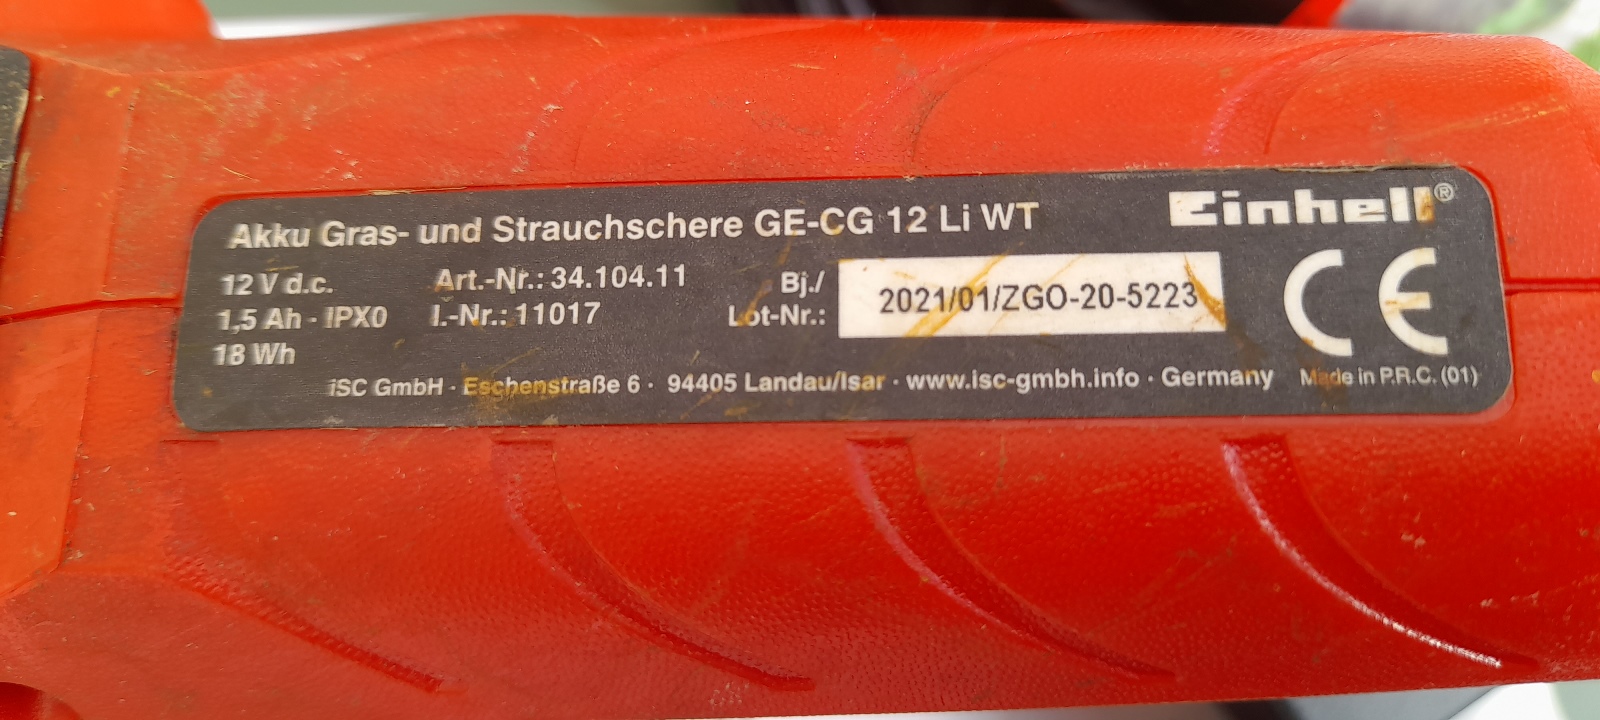 Einhell®
Akku Gras- und Strauchschere GE-CG 12 Li WT
12 V d.c. Art.-Nr.: 34.104.11 Bj./
1,5 Ah - IPX0 I.-Nr.: 11017 Lot-Nr.: 2021/01/ZGO-20-5223
18 Wh
CE
iSC GmbH · Eschenstraße 6 · 94405 Landau/Isar · www.isc-gmbh.info · Germany Made in P.R.C. (01)